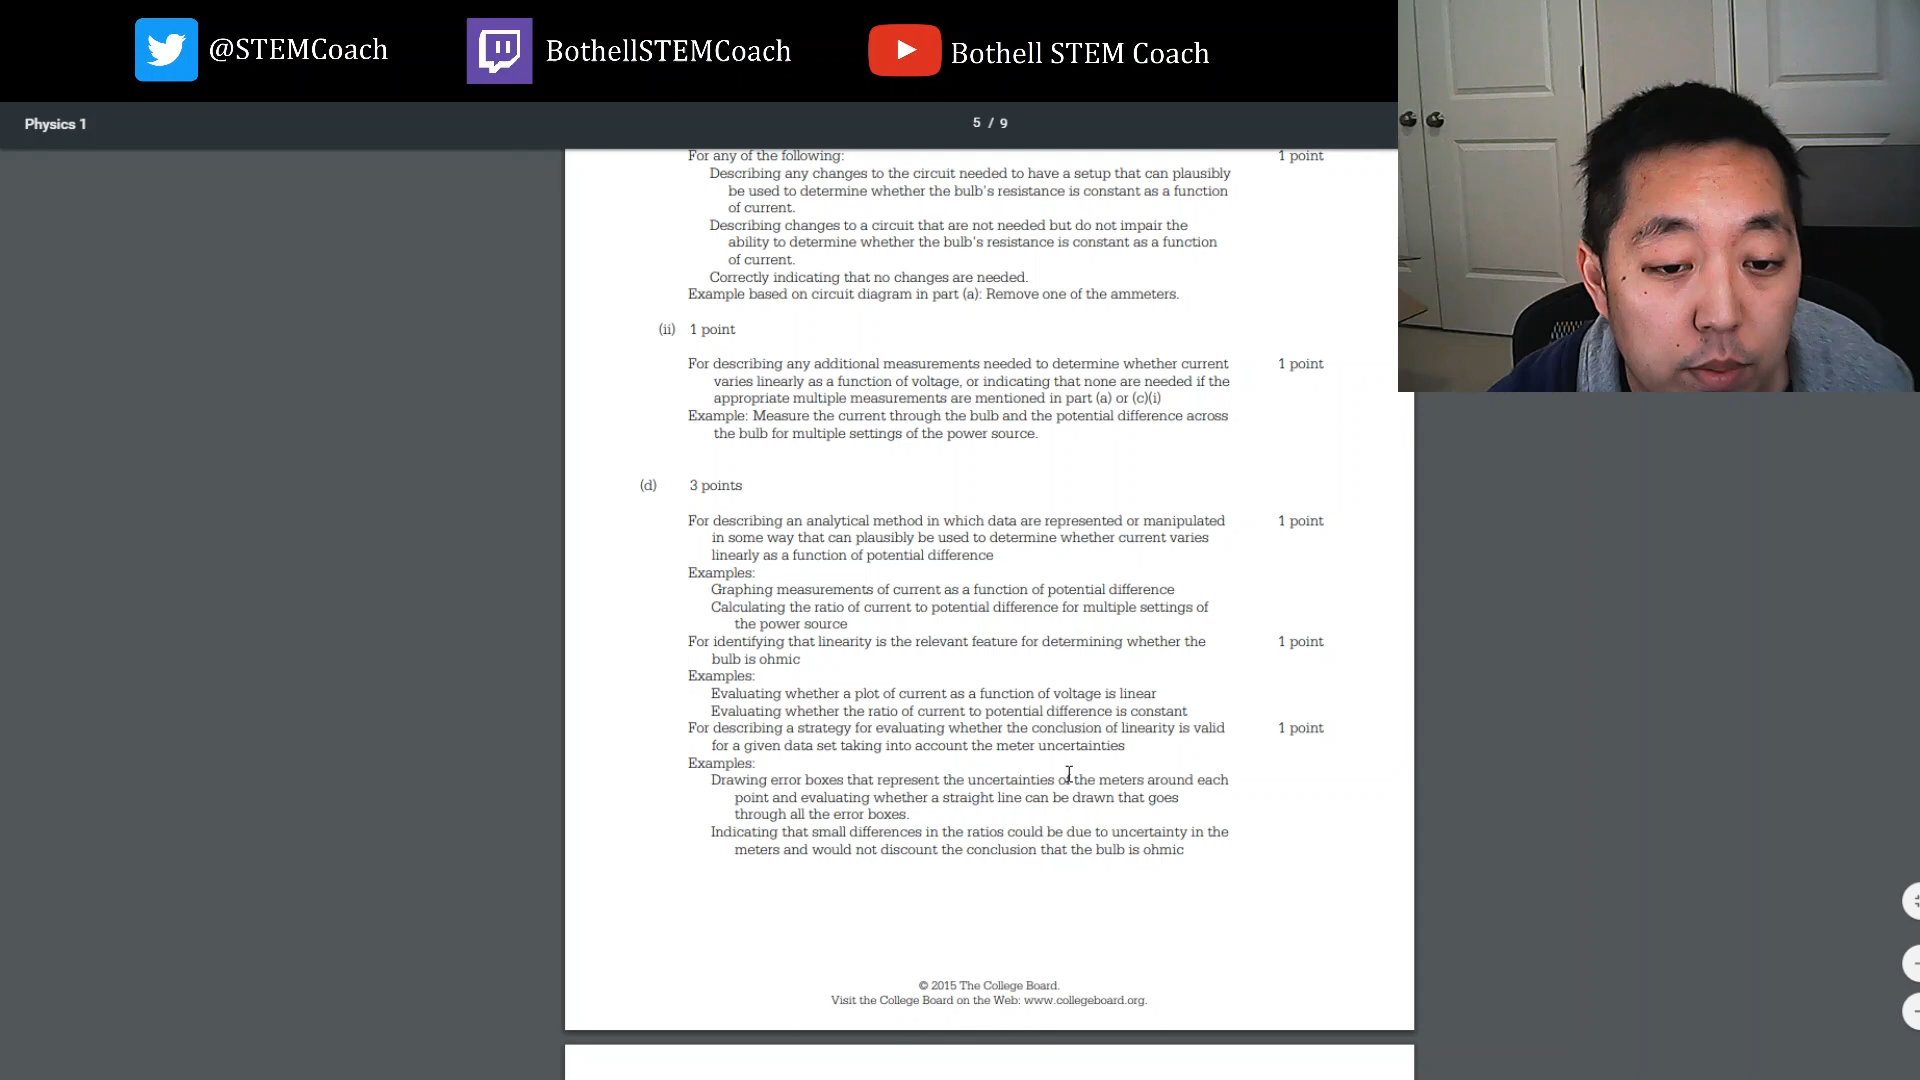 @STEMCoach
BothellSTEMCoach
Bothell STEM Coach
Physics 1
5 / 9
For any of the following: 1 point
Describing any changes to the circuit needed to have a setup that can plausibly
be used to determine whether the bulb's resistance is constant as a function
of current.
Describing changes to a circuit that are not needed but do not impair the
ability to determine whether the bulb's resistance is constant as a function
of current.
Correctly indicating that no changes are needed.
Example based on circuit diagram in part (a): Remove one of the ammeters.
(ii) 1 point
For describing any additional measurements needed to determine whether current 1 point
varies linearly as a function of voltage, or indicating that none are needed if the
appropriate multiple measurements are mentioned in part (a) or (c)(i)
Example: Measure the current through the bulb and the potential difference across
the bulb for multiple settings of the power source.
(d) 3 points
For describing an analytical method in which data are represented or manipulated 1 point
in some way that can plausibly be used to determine whether current varies
linearly as a function of potential difference
Examples:
Graphing measurements of current as a function of potential difference
Calculating the ratio of current to potential difference for multiple settings of
the power source
For identifying that linearity is the relevant feature for determining whether the 1 point
bulb is ohmic
Examples:
Evaluating whether a plot of current as a function of voltage is linear
Evaluating whether the ratio of current to potential difference is constant
For describing a strategy for evaluating whether the conclusion of linearity is valid 1 point
for a given data set taking into account the meter uncertainties
Examples:
Drawing error boxes that represent the uncertainties of the meters around each
point and evaluating whether a straight line can be drawn that goes
through all the error boxes.
Indicating that small differences in the ratios could be due to uncertainty in the
meters and would not discount the conclusion that the bulb is ohmic
© 2015 The College Board.
Visit the College Board on the Web: www.collegeboard.org.